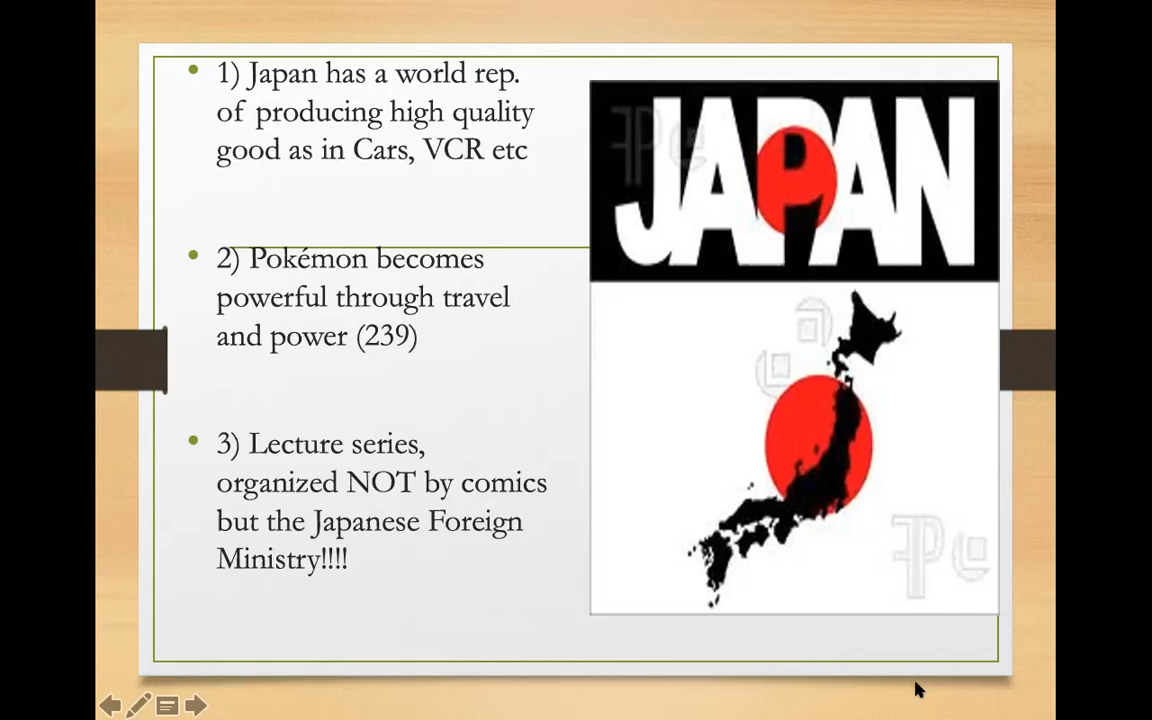 • 1) Japan has a world rep.
of producing high quality
good as in Cars, VCR etc
• 2) Pokémon becomes
powerful through travel
and power (239)
• 3) Lecture series,
organized NOT by comics
but the Japanese Foreign
Ministry!!!!
JAPAN